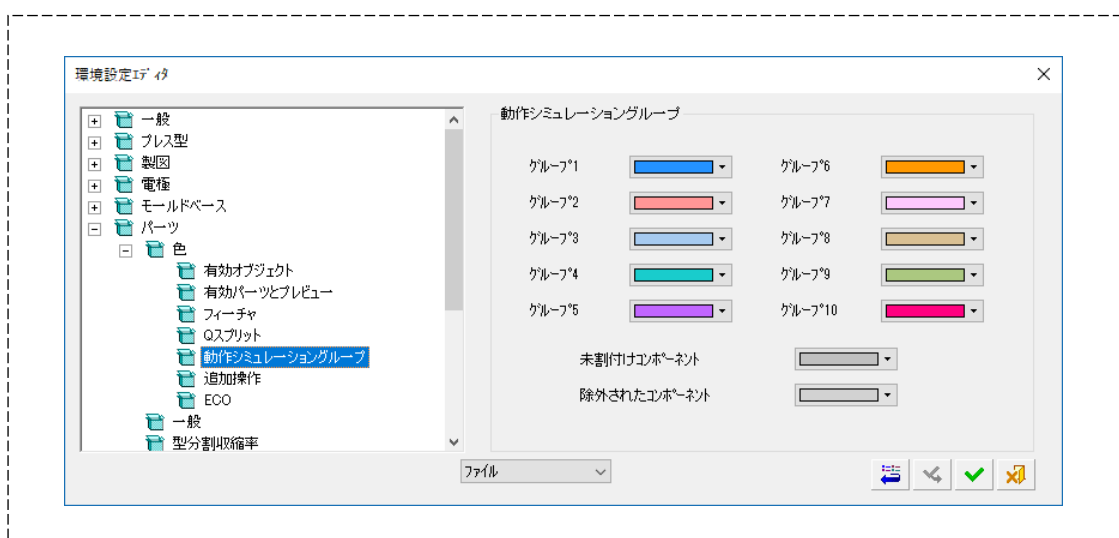 環境設定ｴﾃﾞｨﾀ
一般
プレス型
製図
電極
モールドベース
パーツ
色
有効オブジェクト
有効パーツとプレビュー
フィーチャ
Qスプリット
動作シミュレーショングループ
追加操作
ECO
一般
型分割収縮率
動作シミュレーショングループ
ｸﾞﾙｰﾌﾟ1
ｸﾞﾙｰﾌﾟ6
ｸﾞﾙｰﾌﾟ2
ｸﾞﾙｰﾌﾟ7
ｸﾞﾙｰﾌﾟ3
ｸﾞﾙｰﾌﾟ8
ｸﾞﾙｰﾌﾟ4
ｸﾞﾙｰﾌﾟ9
ｸﾞﾙｰﾌﾟ5
ｸﾞﾙｰﾌﾟ10
未割付けｺﾝﾎﾟｰﾈﾝﾄ
除外されたｺﾝﾎﾟｰﾈﾝﾄ
ﾌｧｲﾙ